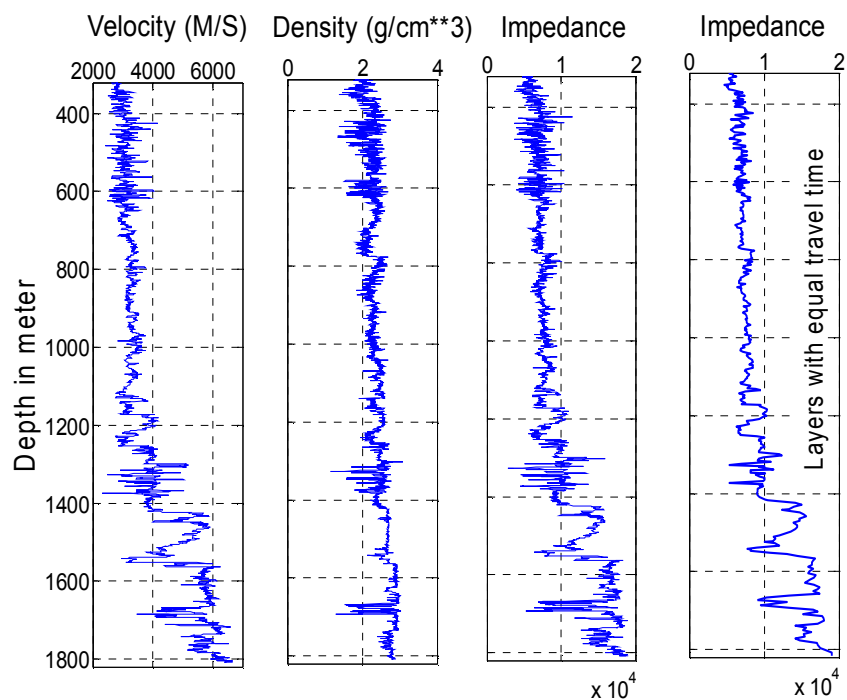 Velocity (M/S) Density (g/cm**3) Impedance Impedance
2000 4000 6000 0 2 4 0 1 2 0 1 2
400
600
800
1000
1200
1400
1600
1800
Depth in meter
Layers with equal travel time
x 10^4 x 10^4